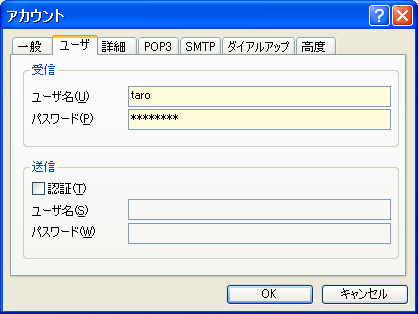 アカウント
一般 ユーザ 詳細 POP3 SMTP ダイアルアップ 高度
受信
ユーザ名(U) taro
パスワード(P) ********
送信
認証(T)
ユーザ名(S)
パスワード(W)
OK キャンセル